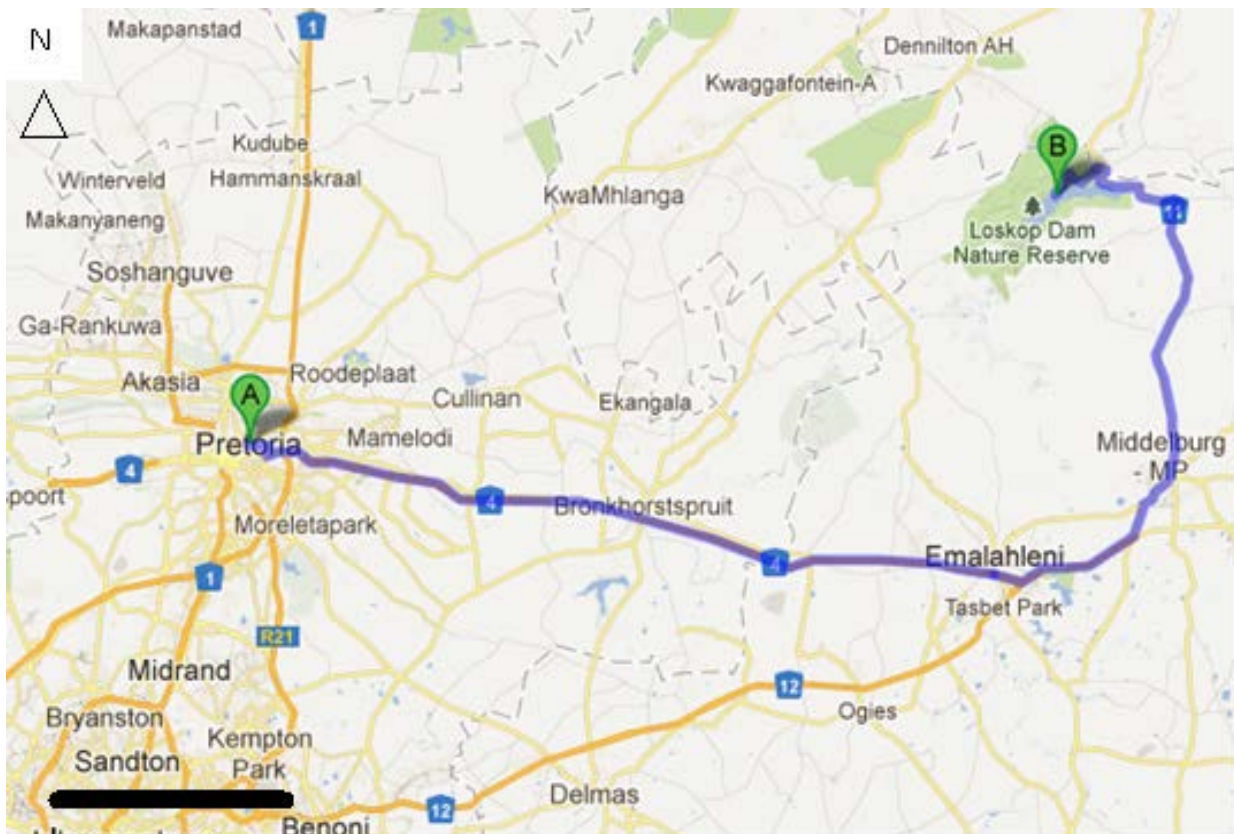 N
Makapanstad
1
Dennilton AH
Kwaggafontein-A
Kudube
Hammanskraal
B
Winterveld
KwaMhlanga
Makanyaneng
11
Loskop Dam
Nature Reserve
Soshanguve
Ga-Rankuwa
Akasia
Roodeplaat
A
Cullinan
Ekangala
Pretoria
Mamelodi
Middelburg
- MP
4
spoort
4
Bronkhorstspruit
Moreletapark
4
Emalahleni
1
Tasbet Park
R21
Midrand
12
Ogies
Bryanston
Kempton
Park
Sandton
Delmas
12
Benoni